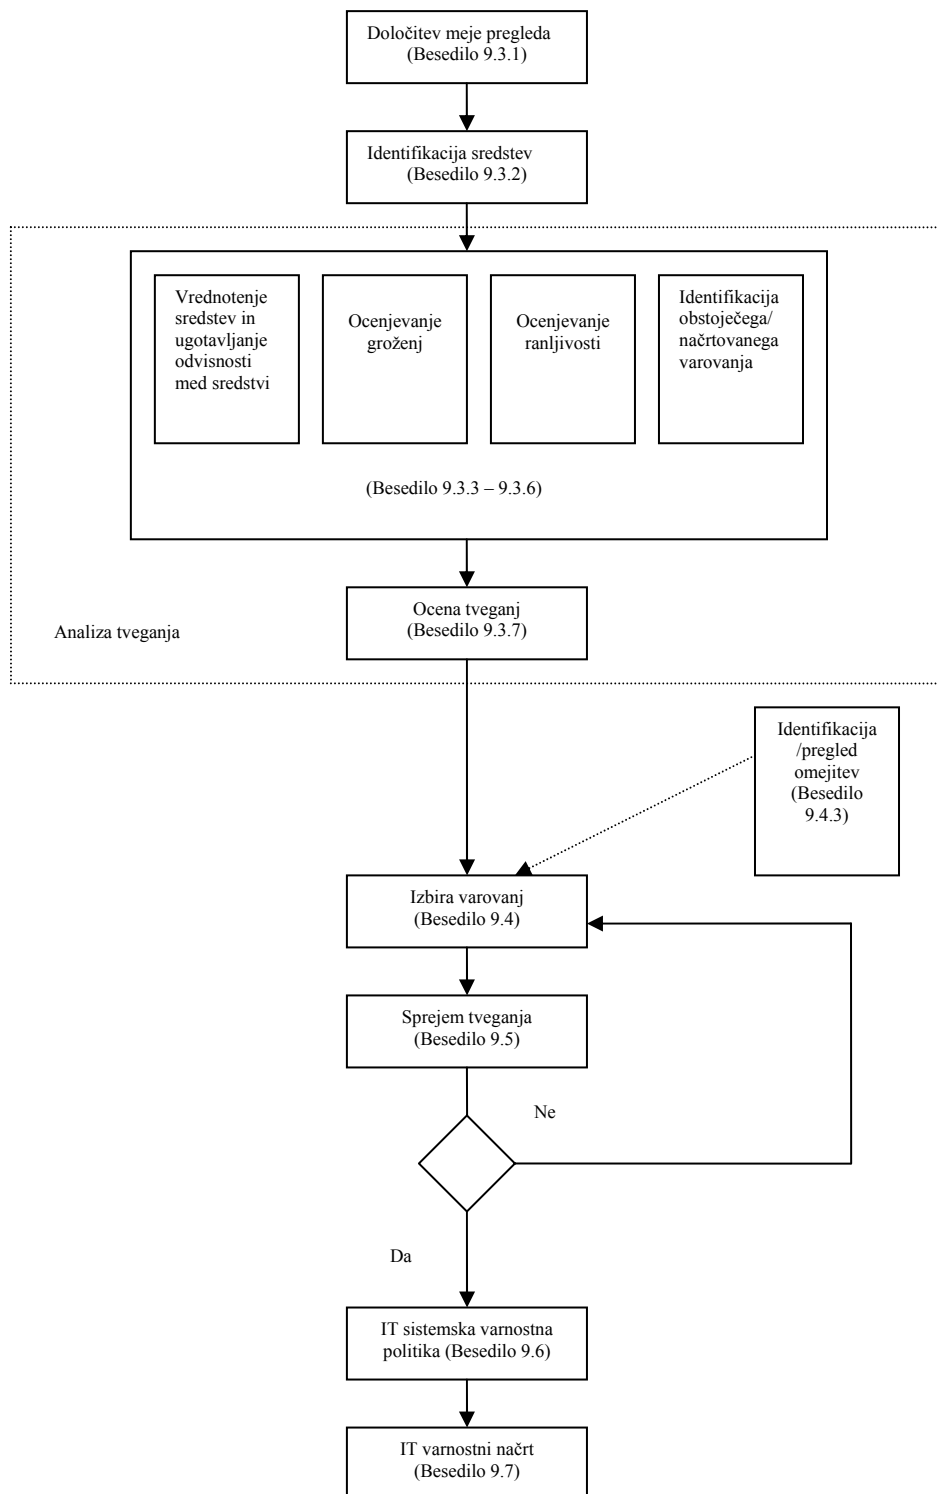 Določitev meje pregleda
(Besedilo 9.3.1)
Identifikacija sredstev
(Besedilo 9.3.2)
Vrednotenje
sredstev in
ugotavljanje
odvisnosti
med sredstvi
Ocenjevanje
groženj
Ocenjevanje
ranljivosti
Identifikacija
obstoječega/
načrtovanega
varovanja
(Besedilo 9.3.3 – 9.3.6)
Ocena tveganj
(Besedilo 9.3.7)
Analiza tveganja
Identifikacija
/pregled
omejitev
(Besedilo
9.4.3)
Izbira varovanj
(Besedilo 9.4)
Sprejem tveganja
(Besedilo 9.5)
Ne
Da
IT sistemska varnostna
politika (Besedilo 9.6)
IT varnostni načrt
(Besedilo 9.7)